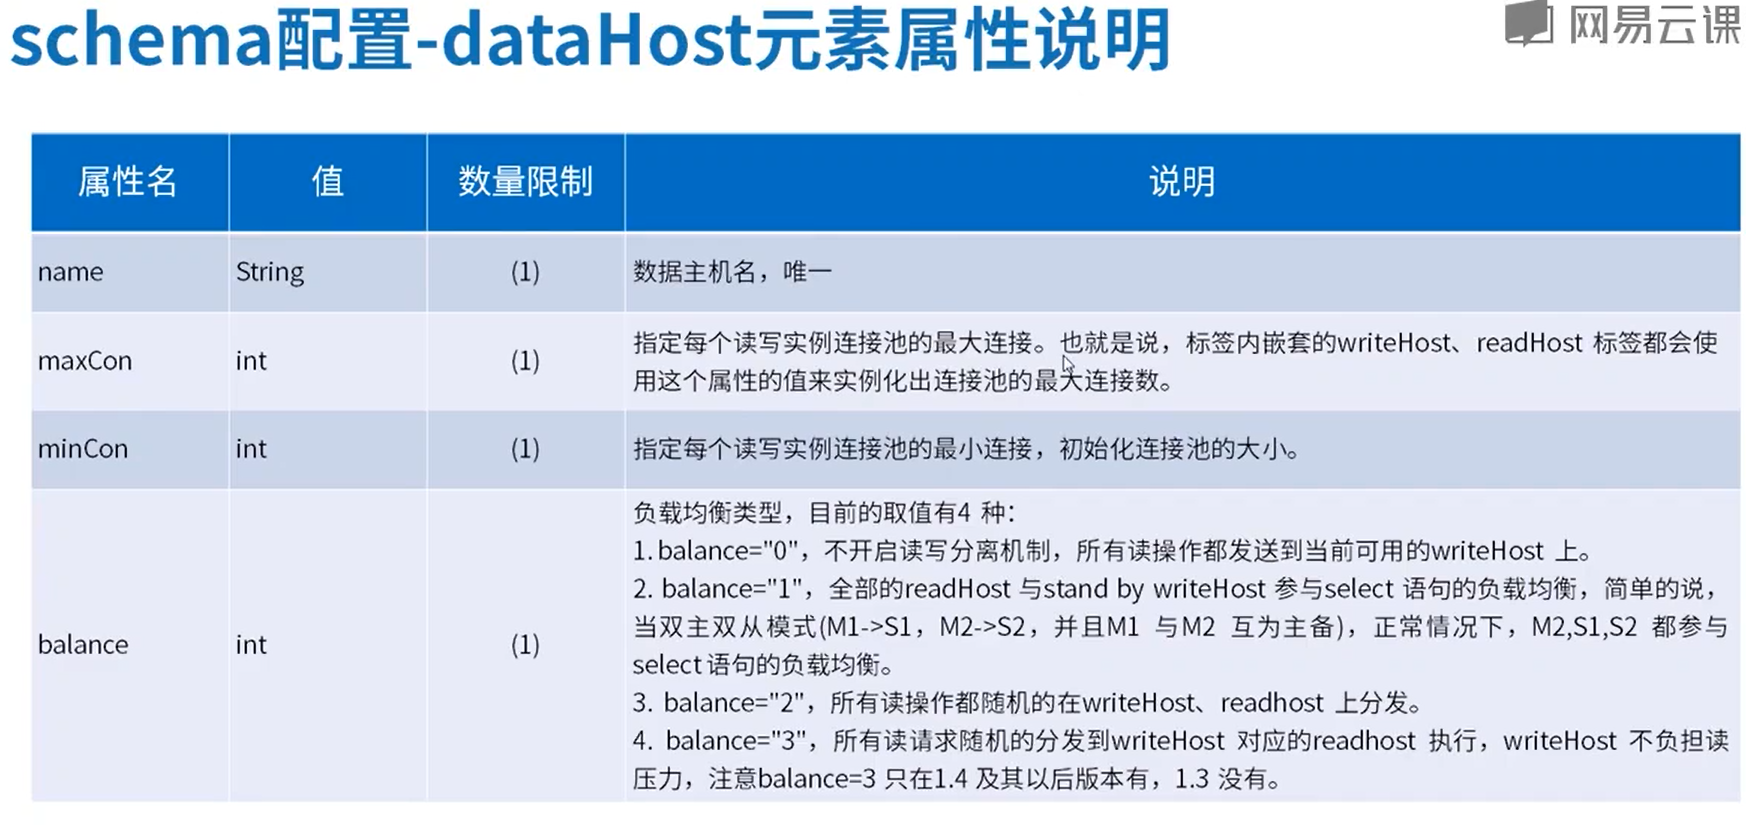 schema配置-dataHost元素属性说明
网易云课
属性名 值 数量限制 说明
name String (1) 数据主机名，唯一
maxCon int (1) 指定每个读写实例连接池的最大连接。也就是说，标签内嵌套的writeHost、readHost 标签都会使
用这个属性的值来实例化出连接池的最大连接数。
minCon int (1) 指定每个读写实例连接池的最小连接，初始化连接池的大小。
balance int (1) 负载均衡类型，目前的取值有4 种：
1. balance="0"，不开启读写分离机制，所有读操作都发送到当前可用的writeHost 上。
2. balance="1"，全部的readHost 与stand by writeHost 参与select 语句的负载均衡，简单的说，
当双主双从模式(M1->S1，M2->S2，并且M1 与M2 互为主备)，正常情况下，M2,S1,S2 都参与
select 语句的负载均衡。
3. balance="2"，所有读操作都随机的在writeHost、readhost 上分发。
4. balance="3"，所有读请求随机的分发到writeHost 对应的readhost 执行，writeHost 不负担读
压力，注意balance=3 只在1.4 及其以后版本有，1.3 没有。